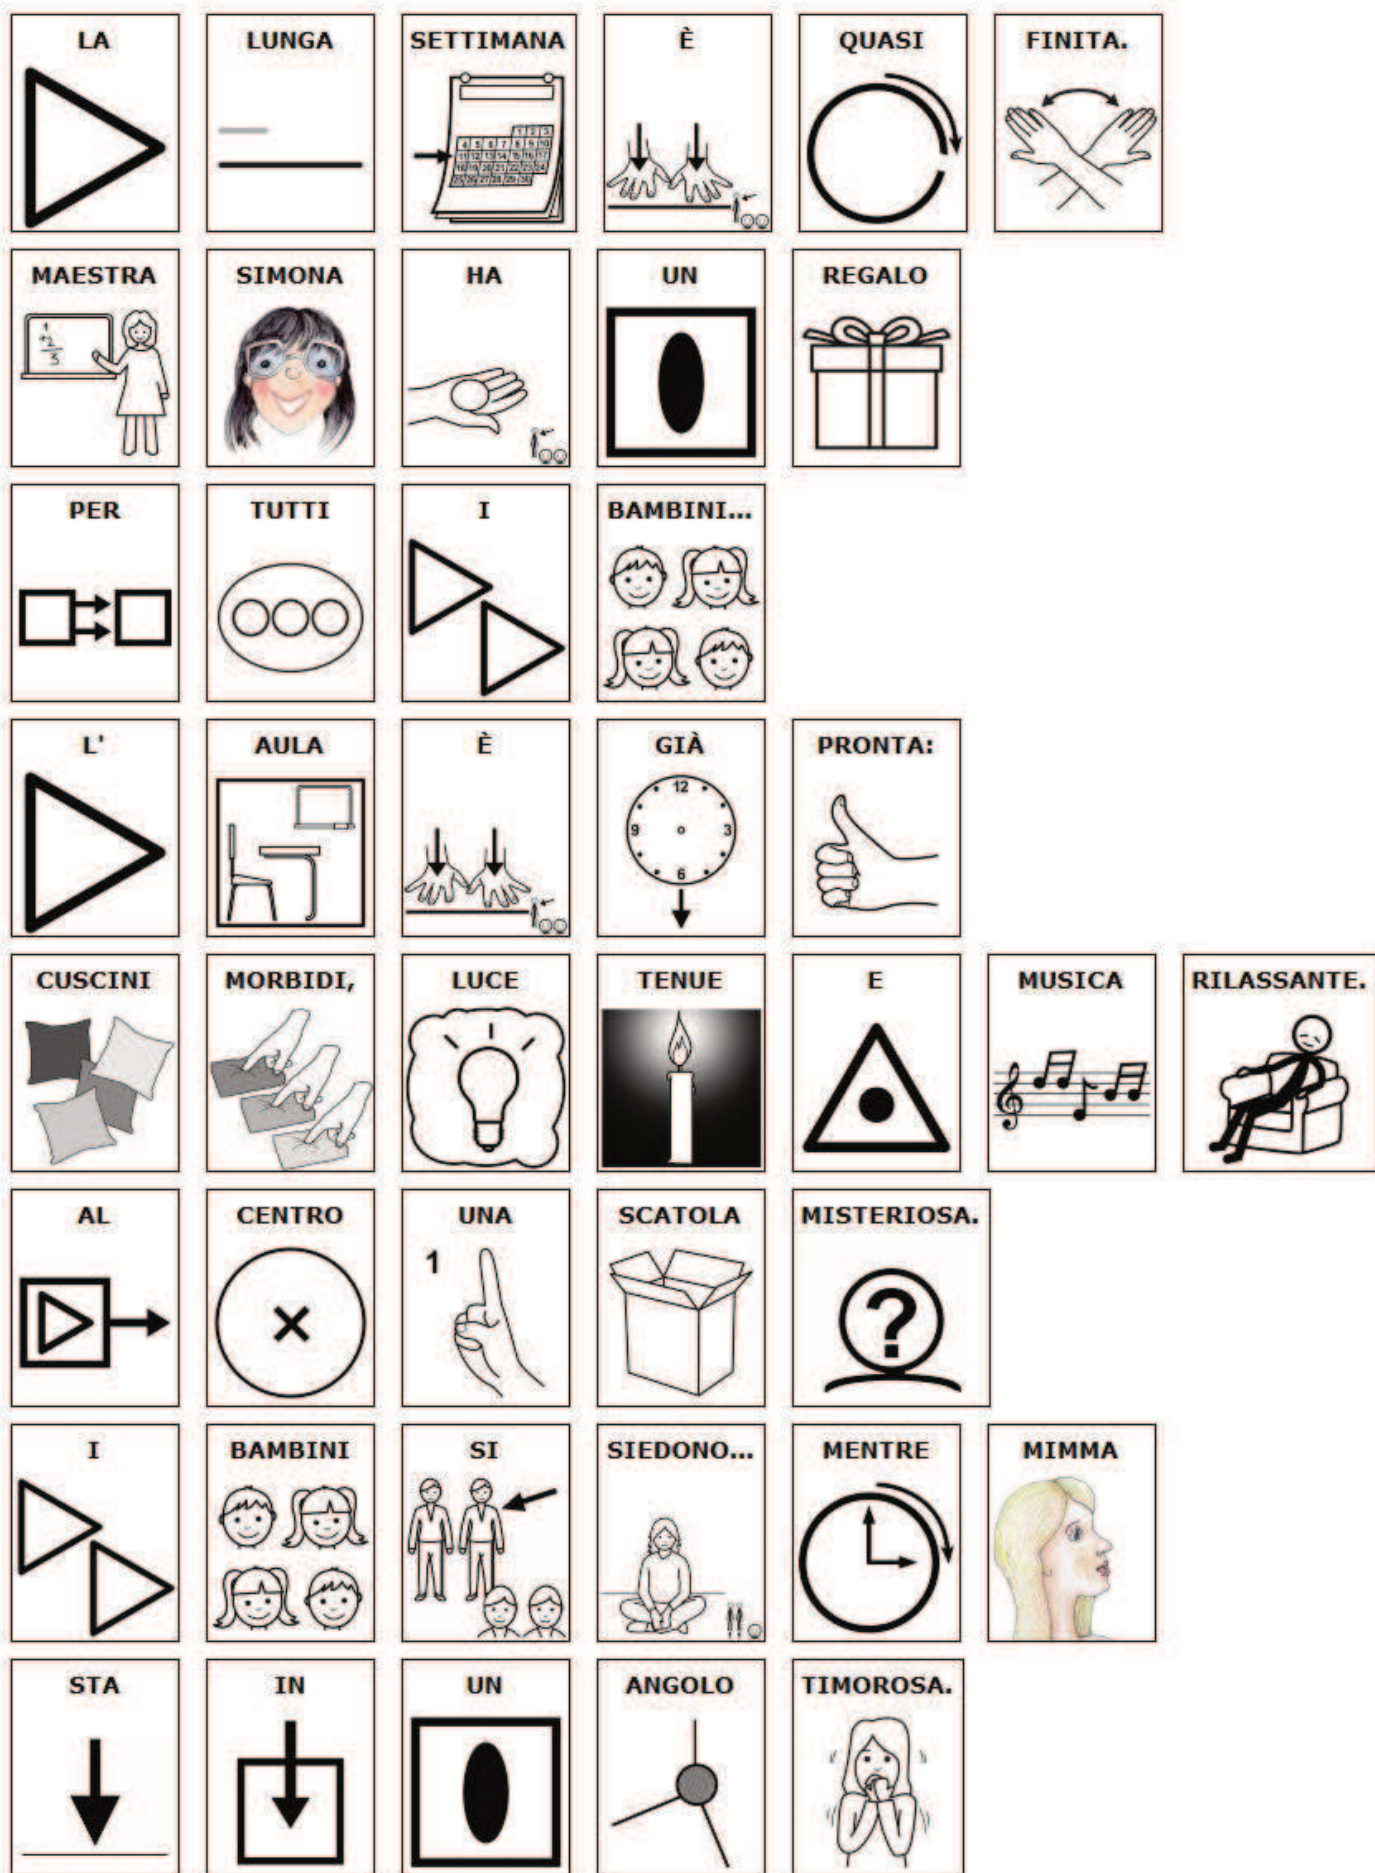 LA LUNGA SETTIMANA È QUASI FINITA.
MAESTRA SIMONA HA UN REGALO
PER TUTTI I BAMBINI...
L' AULA È GIÀ PRONTA:
CUSCINI MORBIDI, LUCE TENUE E MUSICA RILASSANTE.
AL CENTRO UNA SCATOLA MISTERIOSA.
I BAMBINI SI SIEDONO... MENTRE MIMMA
STA IN UN ANGOLO TIMOROSA.